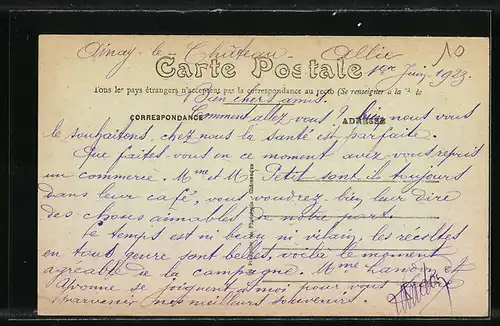 Ainay-le-Château Allier
10
Carte Postale
1er Juin 1923
Tous les pays étrangers n'acceptent pas la correspondance au recto (Se renseigner à la
Bien chers amis.
CORRESPONDANCE
ADRESSE
Comment allez-vous? bien nous vous
le souhaitons, chez nous la santé est parfaite.
Que faites-vous en ce moment avez vous repris
un commerce. Mme et M. Petit sont ils toujours
dans leur café, vous voudrez bien leur dire
des choses aimables de notre part.
Le temps est ni beau ni vilain, les récoltes
en tout genre sont belles, voila le moment
agreable de la campagne. Mme et
Yvonne se joignent a moi pour vous
parvenir nos meilleurs souvenirs.